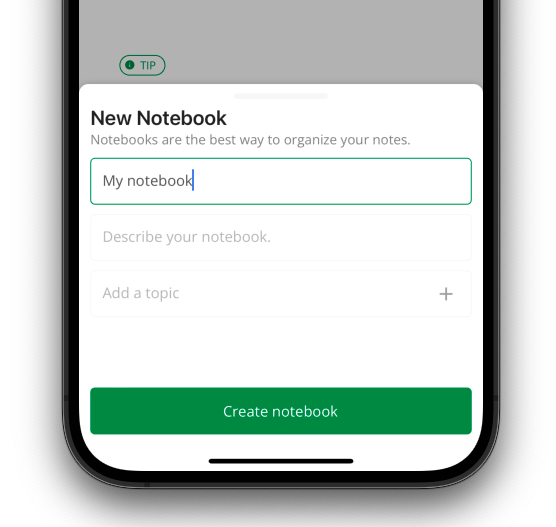 TIP
New Notebook
Notebooks are the best way to organize your notes.
My notebook
Describe your notebook.
Add a topic
Create notebook